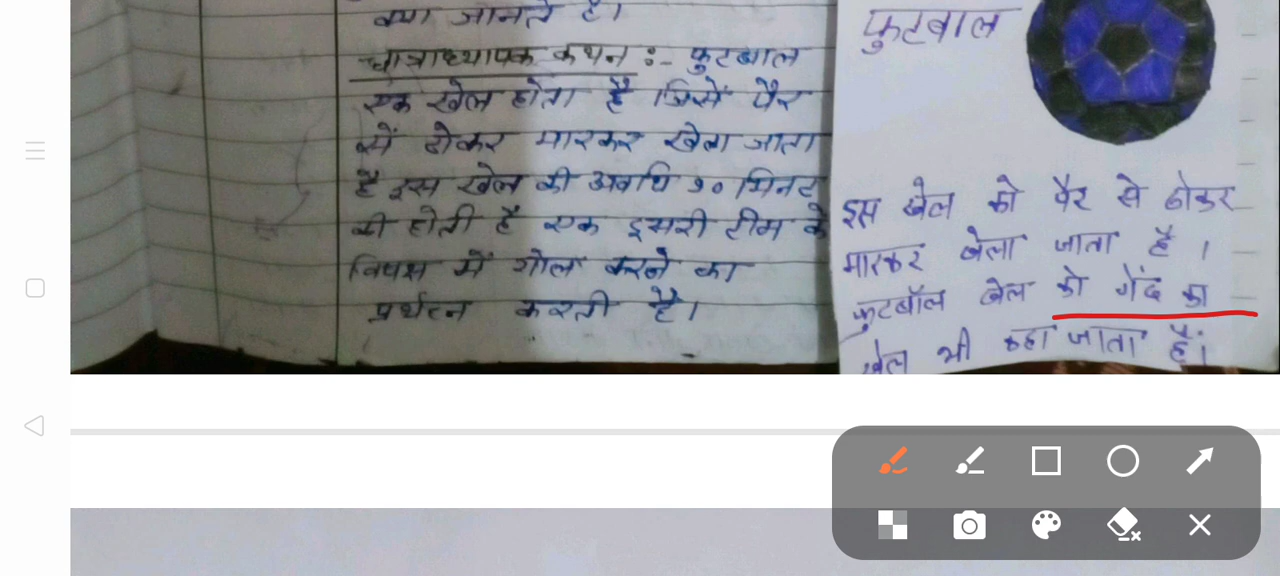 क्या जानते है।
छात्राध्यापक कथन :- फुटबाल
एक खेल होता है जिसे पैर
से ठोकर मारकर खेला जाता
है इस खेल की अवधि 90 मिनट
की होती है एक दूसरी टीम के
विपक्ष में गोल करने का
प्रयत्न करती है।
फुटबाल
इस खेल को पैर से ठोकर
मारकर खेला जाता है ।
फुटबॉल खेल को गेंद का
खेल भी कहा जाता है।